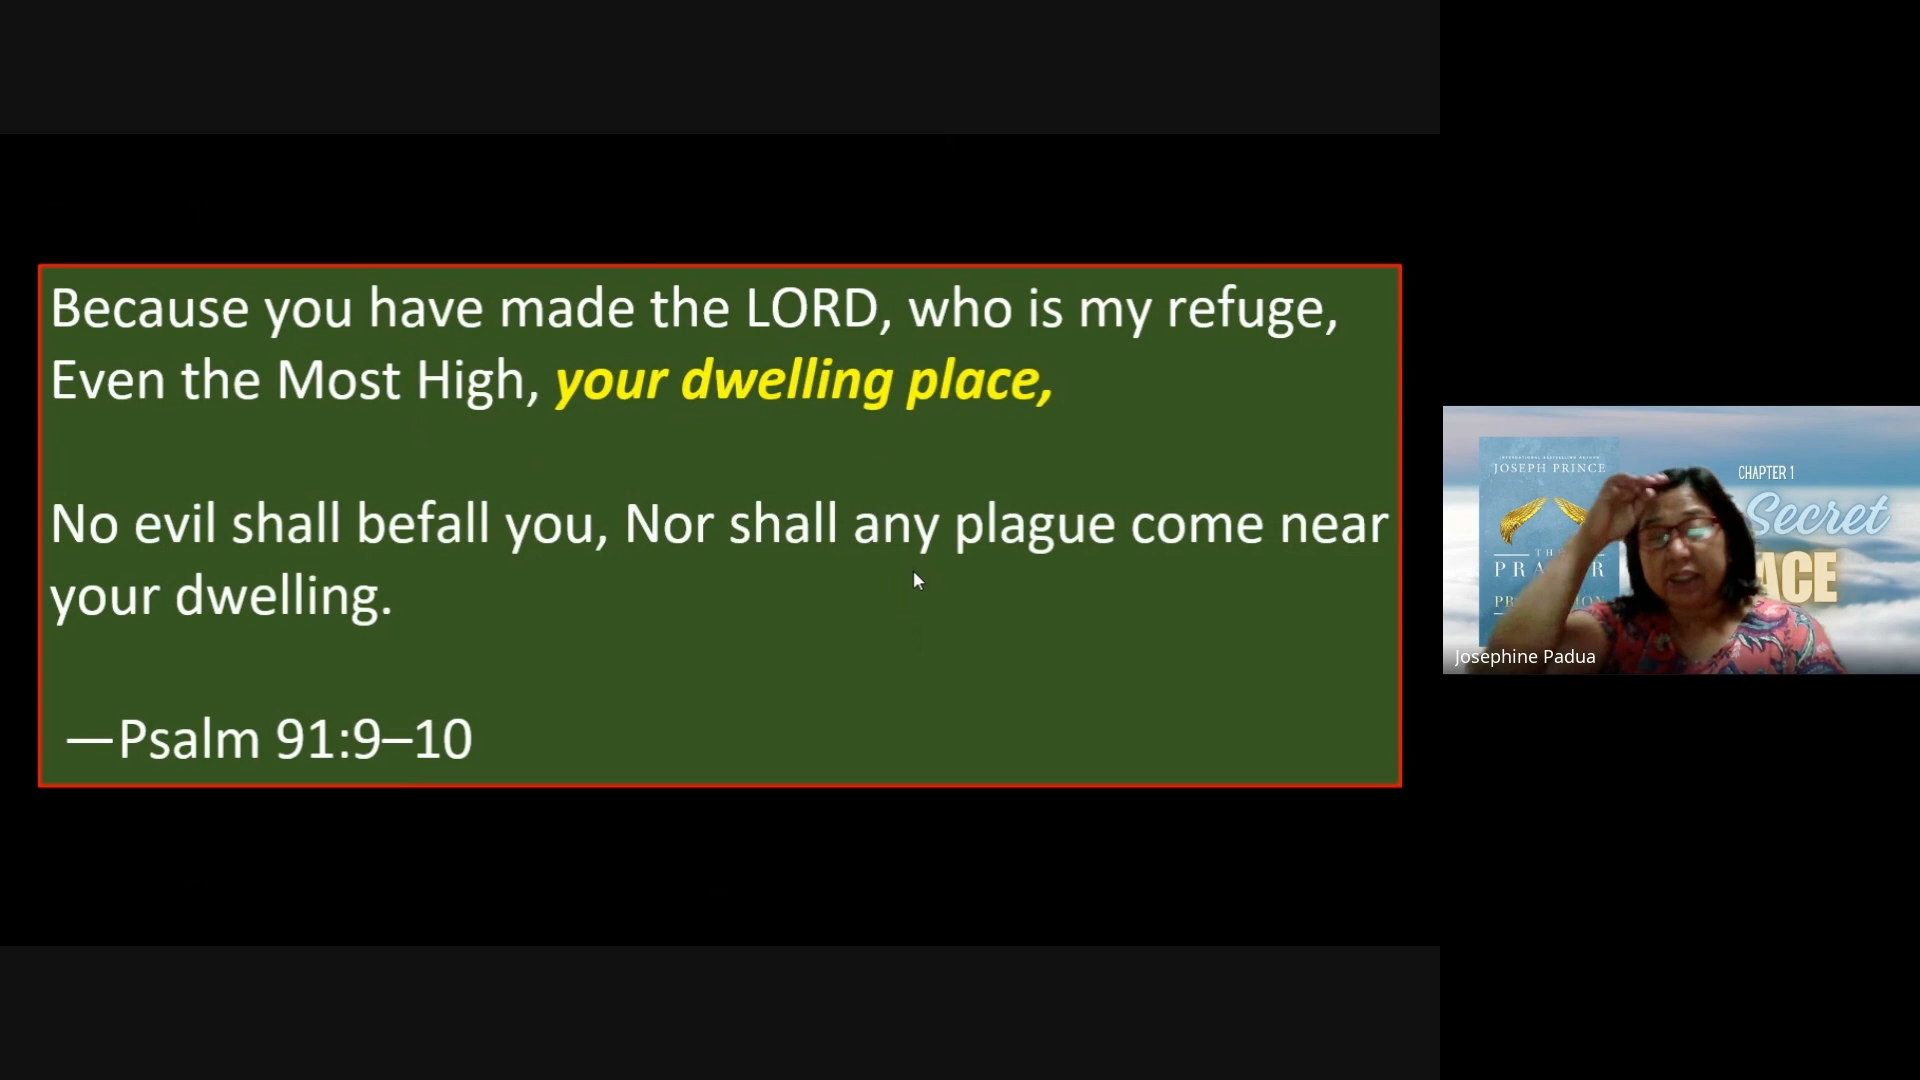 Because you have made the LORD, who is my refuge,
Even the Most High, your dwelling place,
No evil shall befall you, Nor shall any plague come near
your dwelling.
—Psalm 91:9–10
JOSEPH PRINCE
CHAPTER 1
Secret
Josephine Padua